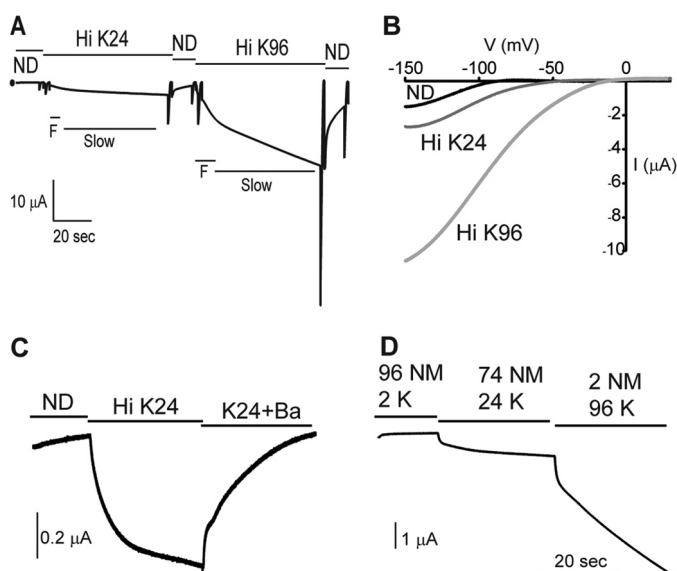 A
Hi K24
ND
Hi K96
ND
ND
F
Slow
F
Slow
10 µA
20 sec
B
V (mV)
-150
-100
-50
0
ND
Hi K24
Hi K96
-2
-4
I (µA)
-6
-8
-10
C
ND
Hi K24
K24+Ba
0.2 µA
D
96 NM
2 K
74 NM
24 K
2 NM
96 K
1 µA
20 sec